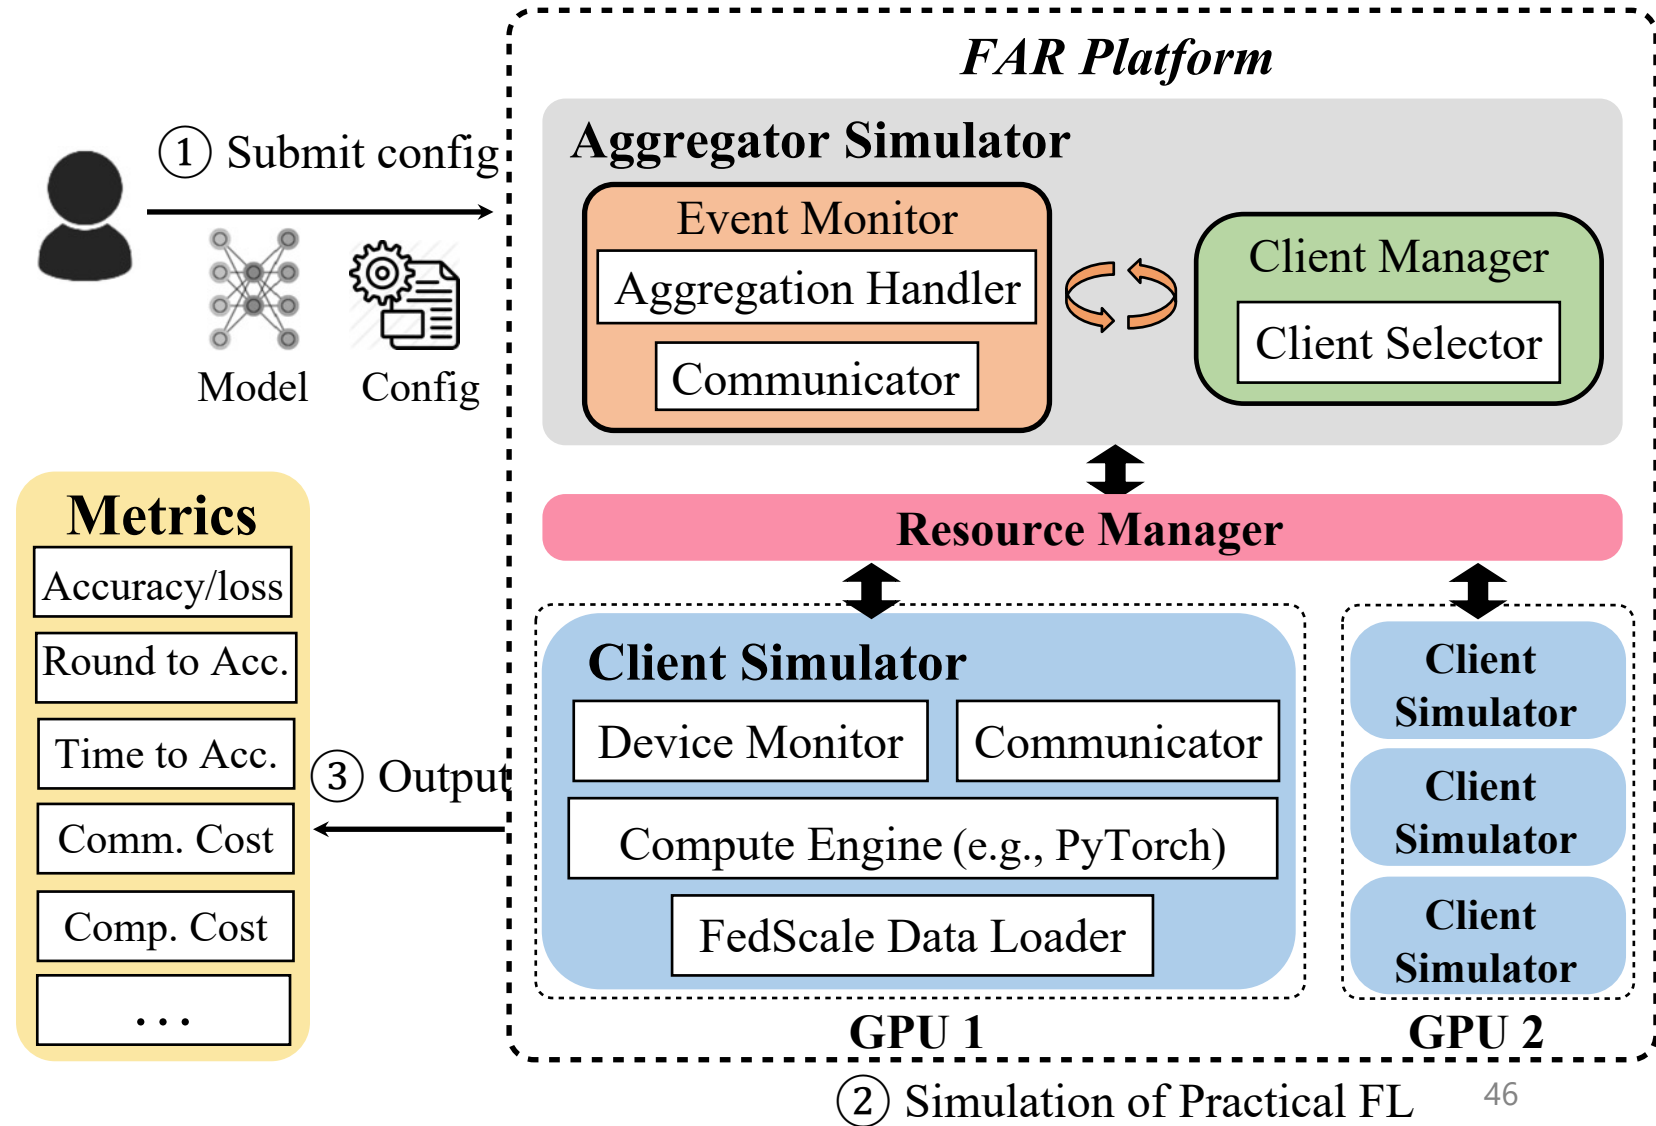 FAR Platform
① Submit config
Model
Config
Aggregator Simulator
Event Monitor
Aggregation Handler
Communicator
Client Manager
Client Selector
Resource Manager
Client Simulator
Device Monitor
Communicator
Compute Engine (e.g., PyTorch)
FedScale Data Loader
GPU 1
Client
Simulator
Client
Simulator
Client
Simulator
GPU 2
② Simulation of Practical FL
③ Output
Metrics
Accuracy/loss
Round to Acc.
Time to Acc.
Comm. Cost
Comp. Cost
...
46